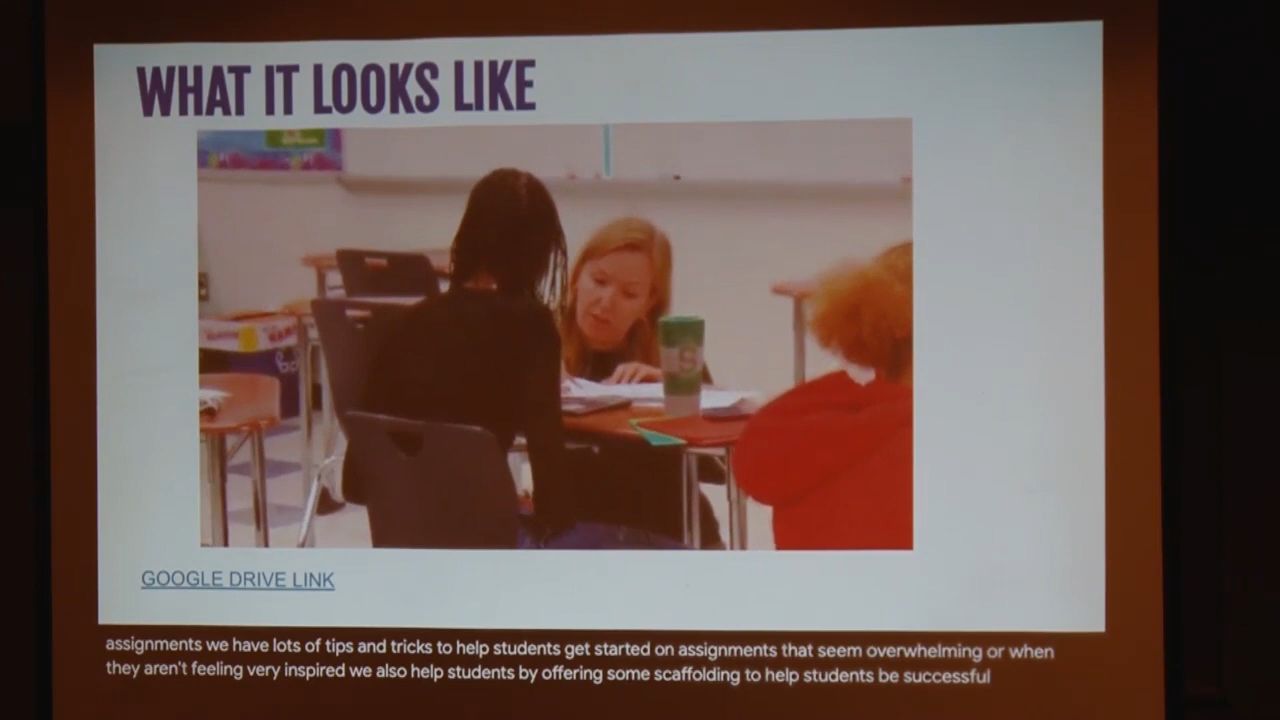 WHAT IT LOOKS LIKE
S
GOOGLE DRIVE LINK
assignments we have lots of tips and tricks to help students get started on assignments that seem overwhelming or when
they aren't feeling very inspired we also help students by offering some scaffolding to help students be successful